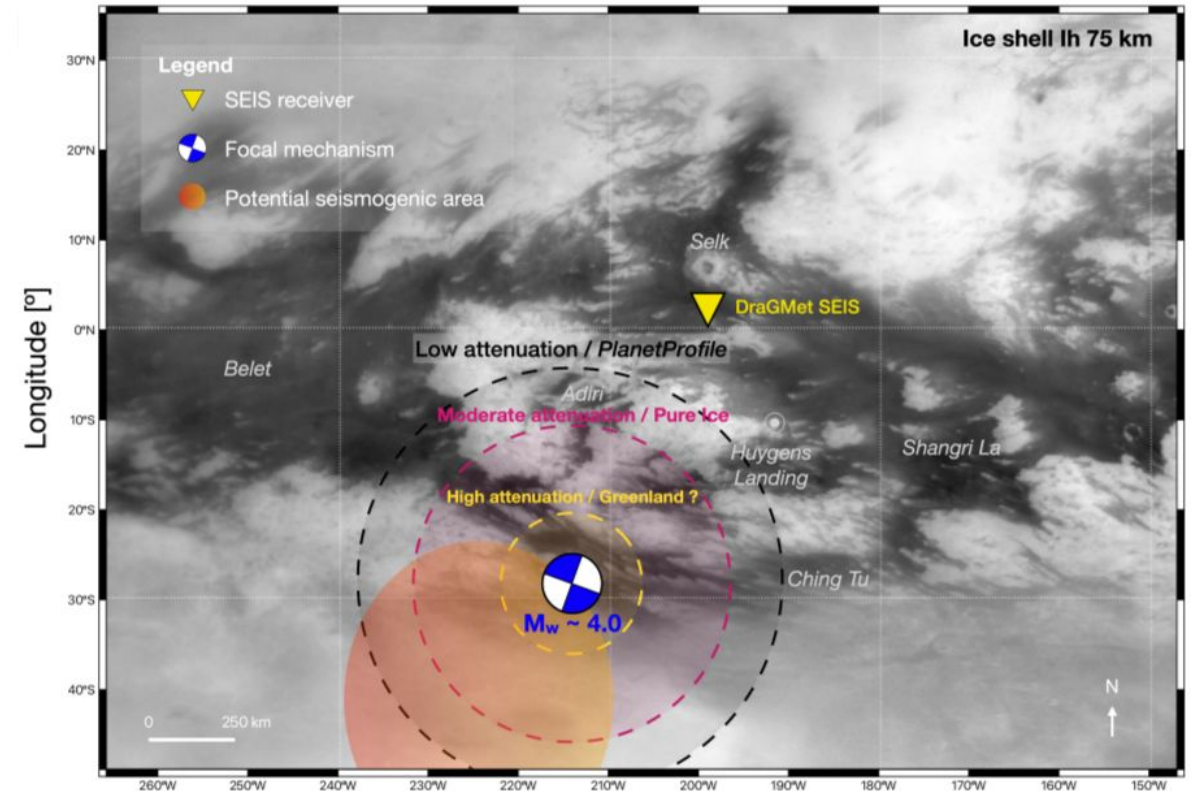 Ice shell Ih 75 km
Legend
SEIS receiver
Focal mechanism
Potential seismogenic area
30°N
20°N
10°N
0°N
10°S
20°S
30°S
40°S
Longitude [º]
Selk
DraGMet SEIS
Low attenuation / PlanetProfile
Belet
Adiri
Moderate attenuation / Pure Ice
Huygens
Landing
Shangri La
High attenuation / Greenland ?
Ching Tu
Mw ~ 4.0
N
0 250 km
260°W 250°W 240°W 230°W 220°W 210°W 200°W 190°W 180°W 170°W 160°W 150°W